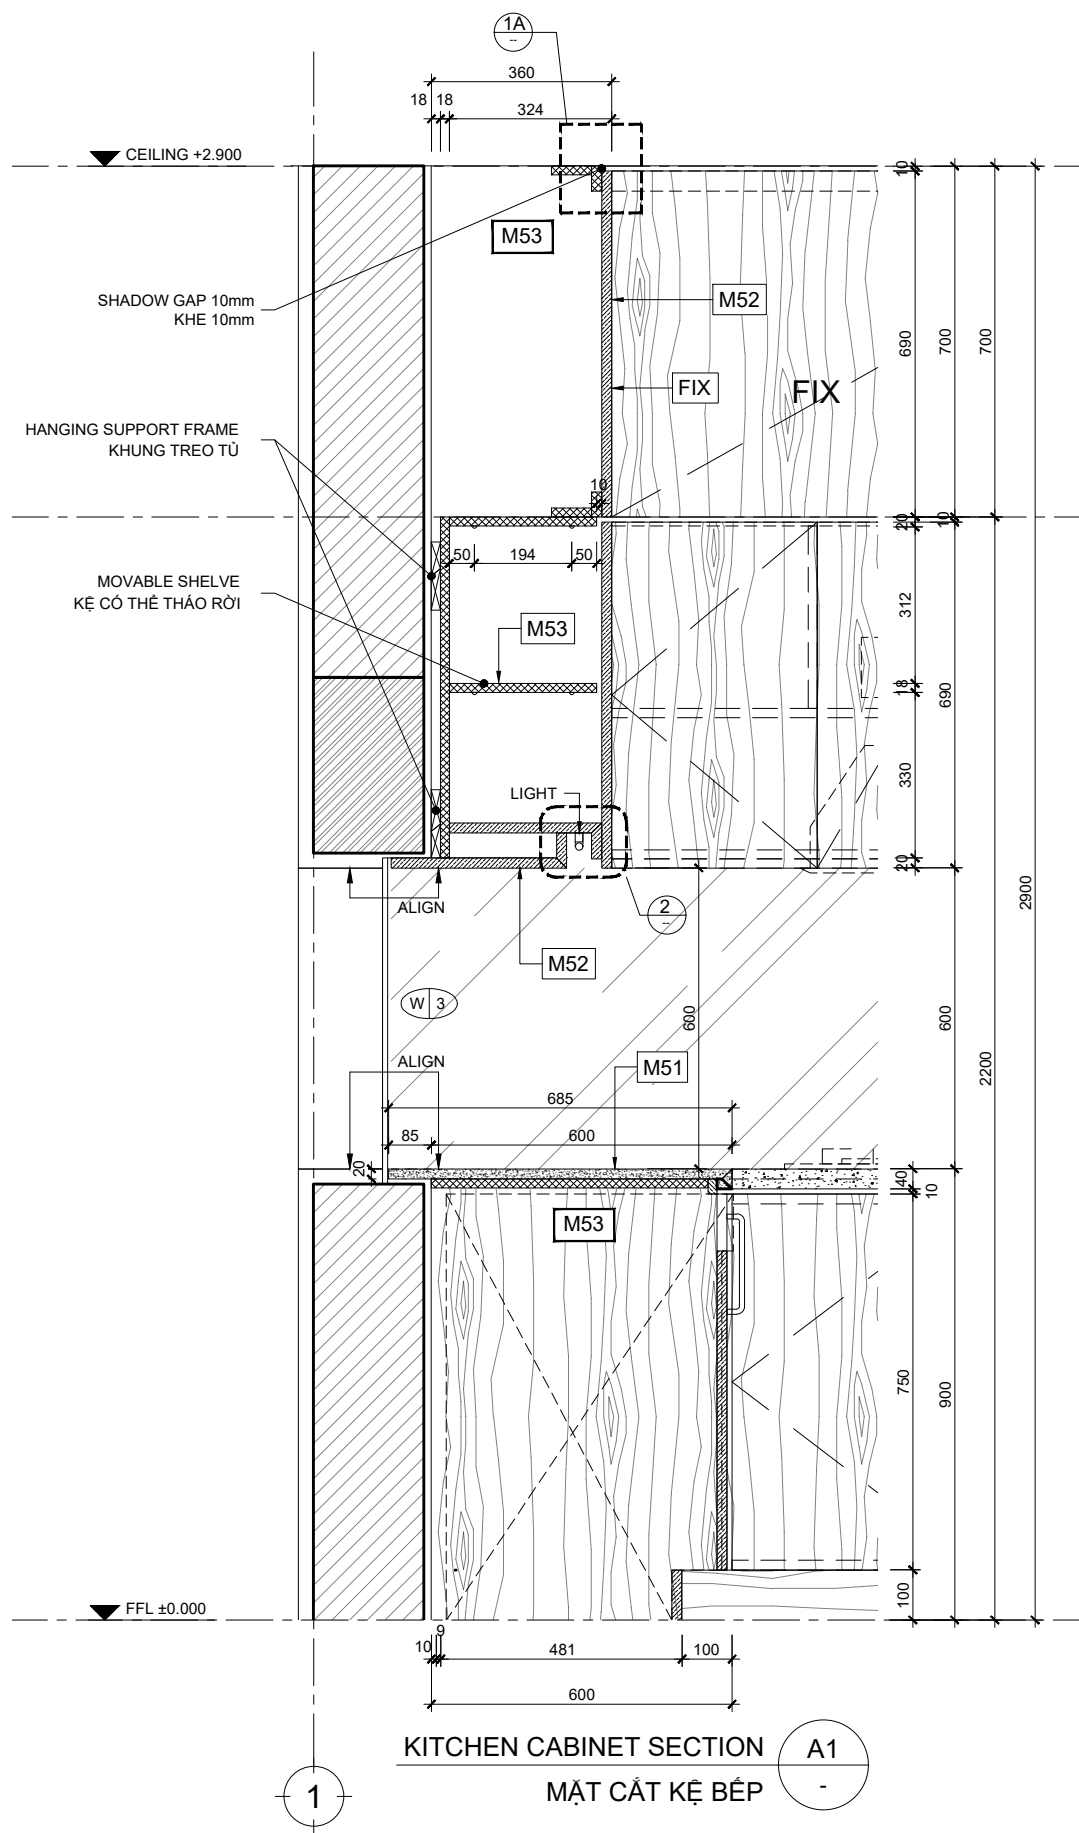 1A
--
360
18
18
324
CEILING +2.900
10
M53
SHADOW GAP 10mm
KHE 10mm
M52
690
700
700
FIX
FIX
HANGING SUPPORT FRAME
KHUNG TREO TỦ
10
20
10
50
194
50
MOVABLE SHELVE
KỆ CÓ THỂ THÁO RỜI
312
M53
18
690
330
LIGHT
20
2900
ALIGN
2
--
M52
W
3
600
600
ALIGN
M51
2200
685
85
600
20
40
10
M53
750
900
100
FFL ±0.000
9
10
481
100
600
KITCHEN CABINET SECTION
A1
MẶT CẮT KỆ BẾP
-
1